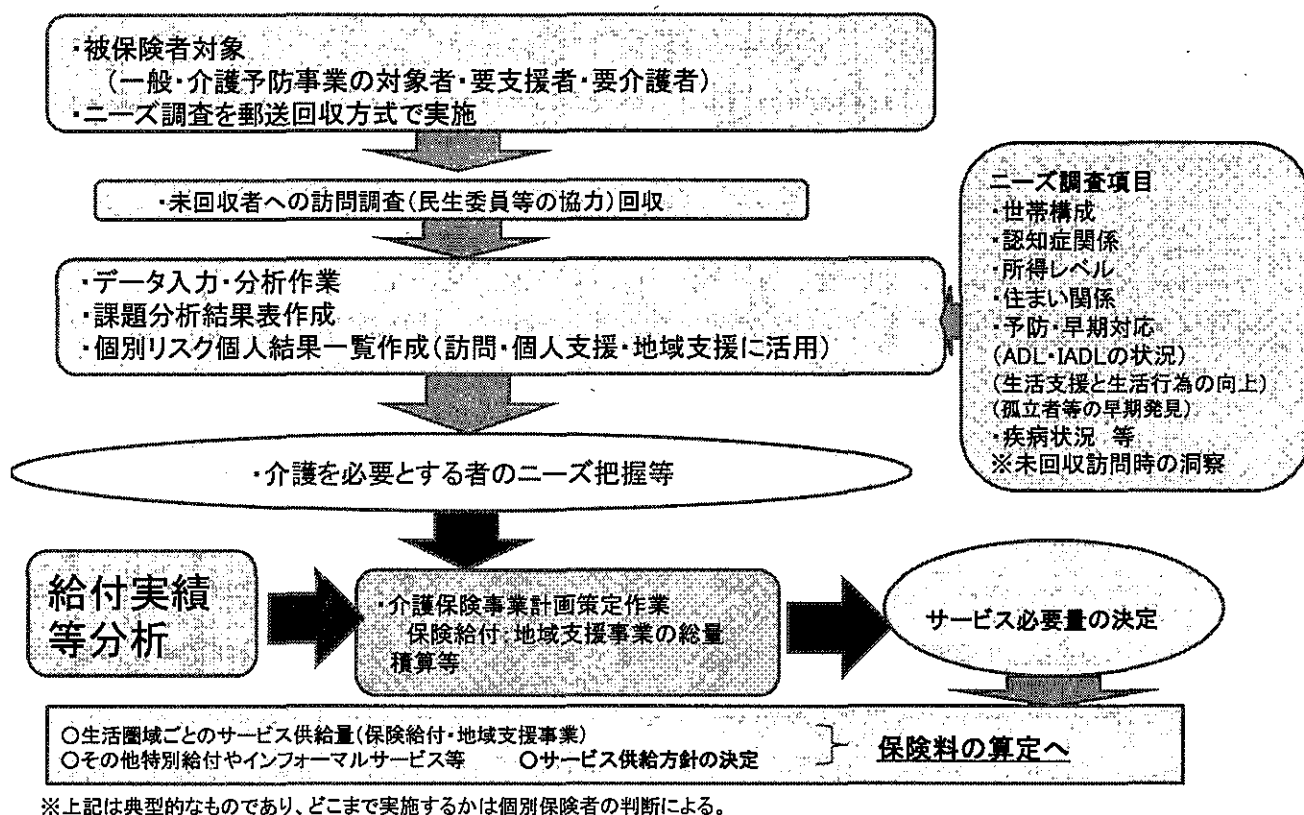 ・被保険者対象
(一般・介護予防事業の対象者・要支援者・要介護者)
・ニーズ調査を郵送回収方式で実施
・未回収者への訪問調査(民生委員等の協力)回収
・データ入力・分析作業
・課題分析結果表作成
・個別リスク個人結果一覧作成(訪問・個人支援・地域支援に活用)
ニーズ調査項目
・世帯構成
・認知症関係
・所得レベル
・住まい関係
・予防・早期対応
(ADL・IADLの状況)
(生活支援と生活行為の向上)
(孤立者等の早期発見)
・疾病状況 等
※未回収訪問時の洞察
・介護を必要とする者のニーズ把握等
給付実績
等分析
・介護保険事業計画策定作業
保険給付・地域支援事業の総量
積算等
サービス必要量の決定
○生活圏域ごとのサービス供給量(保険給付・地域支援事業)
○その他特別給付やインフォーマルサービス等 ○サービス供給方針の決定
保険料の算定へ
※上記は典型的なものであり、どこまで実施するかは個別保険者の判断による。